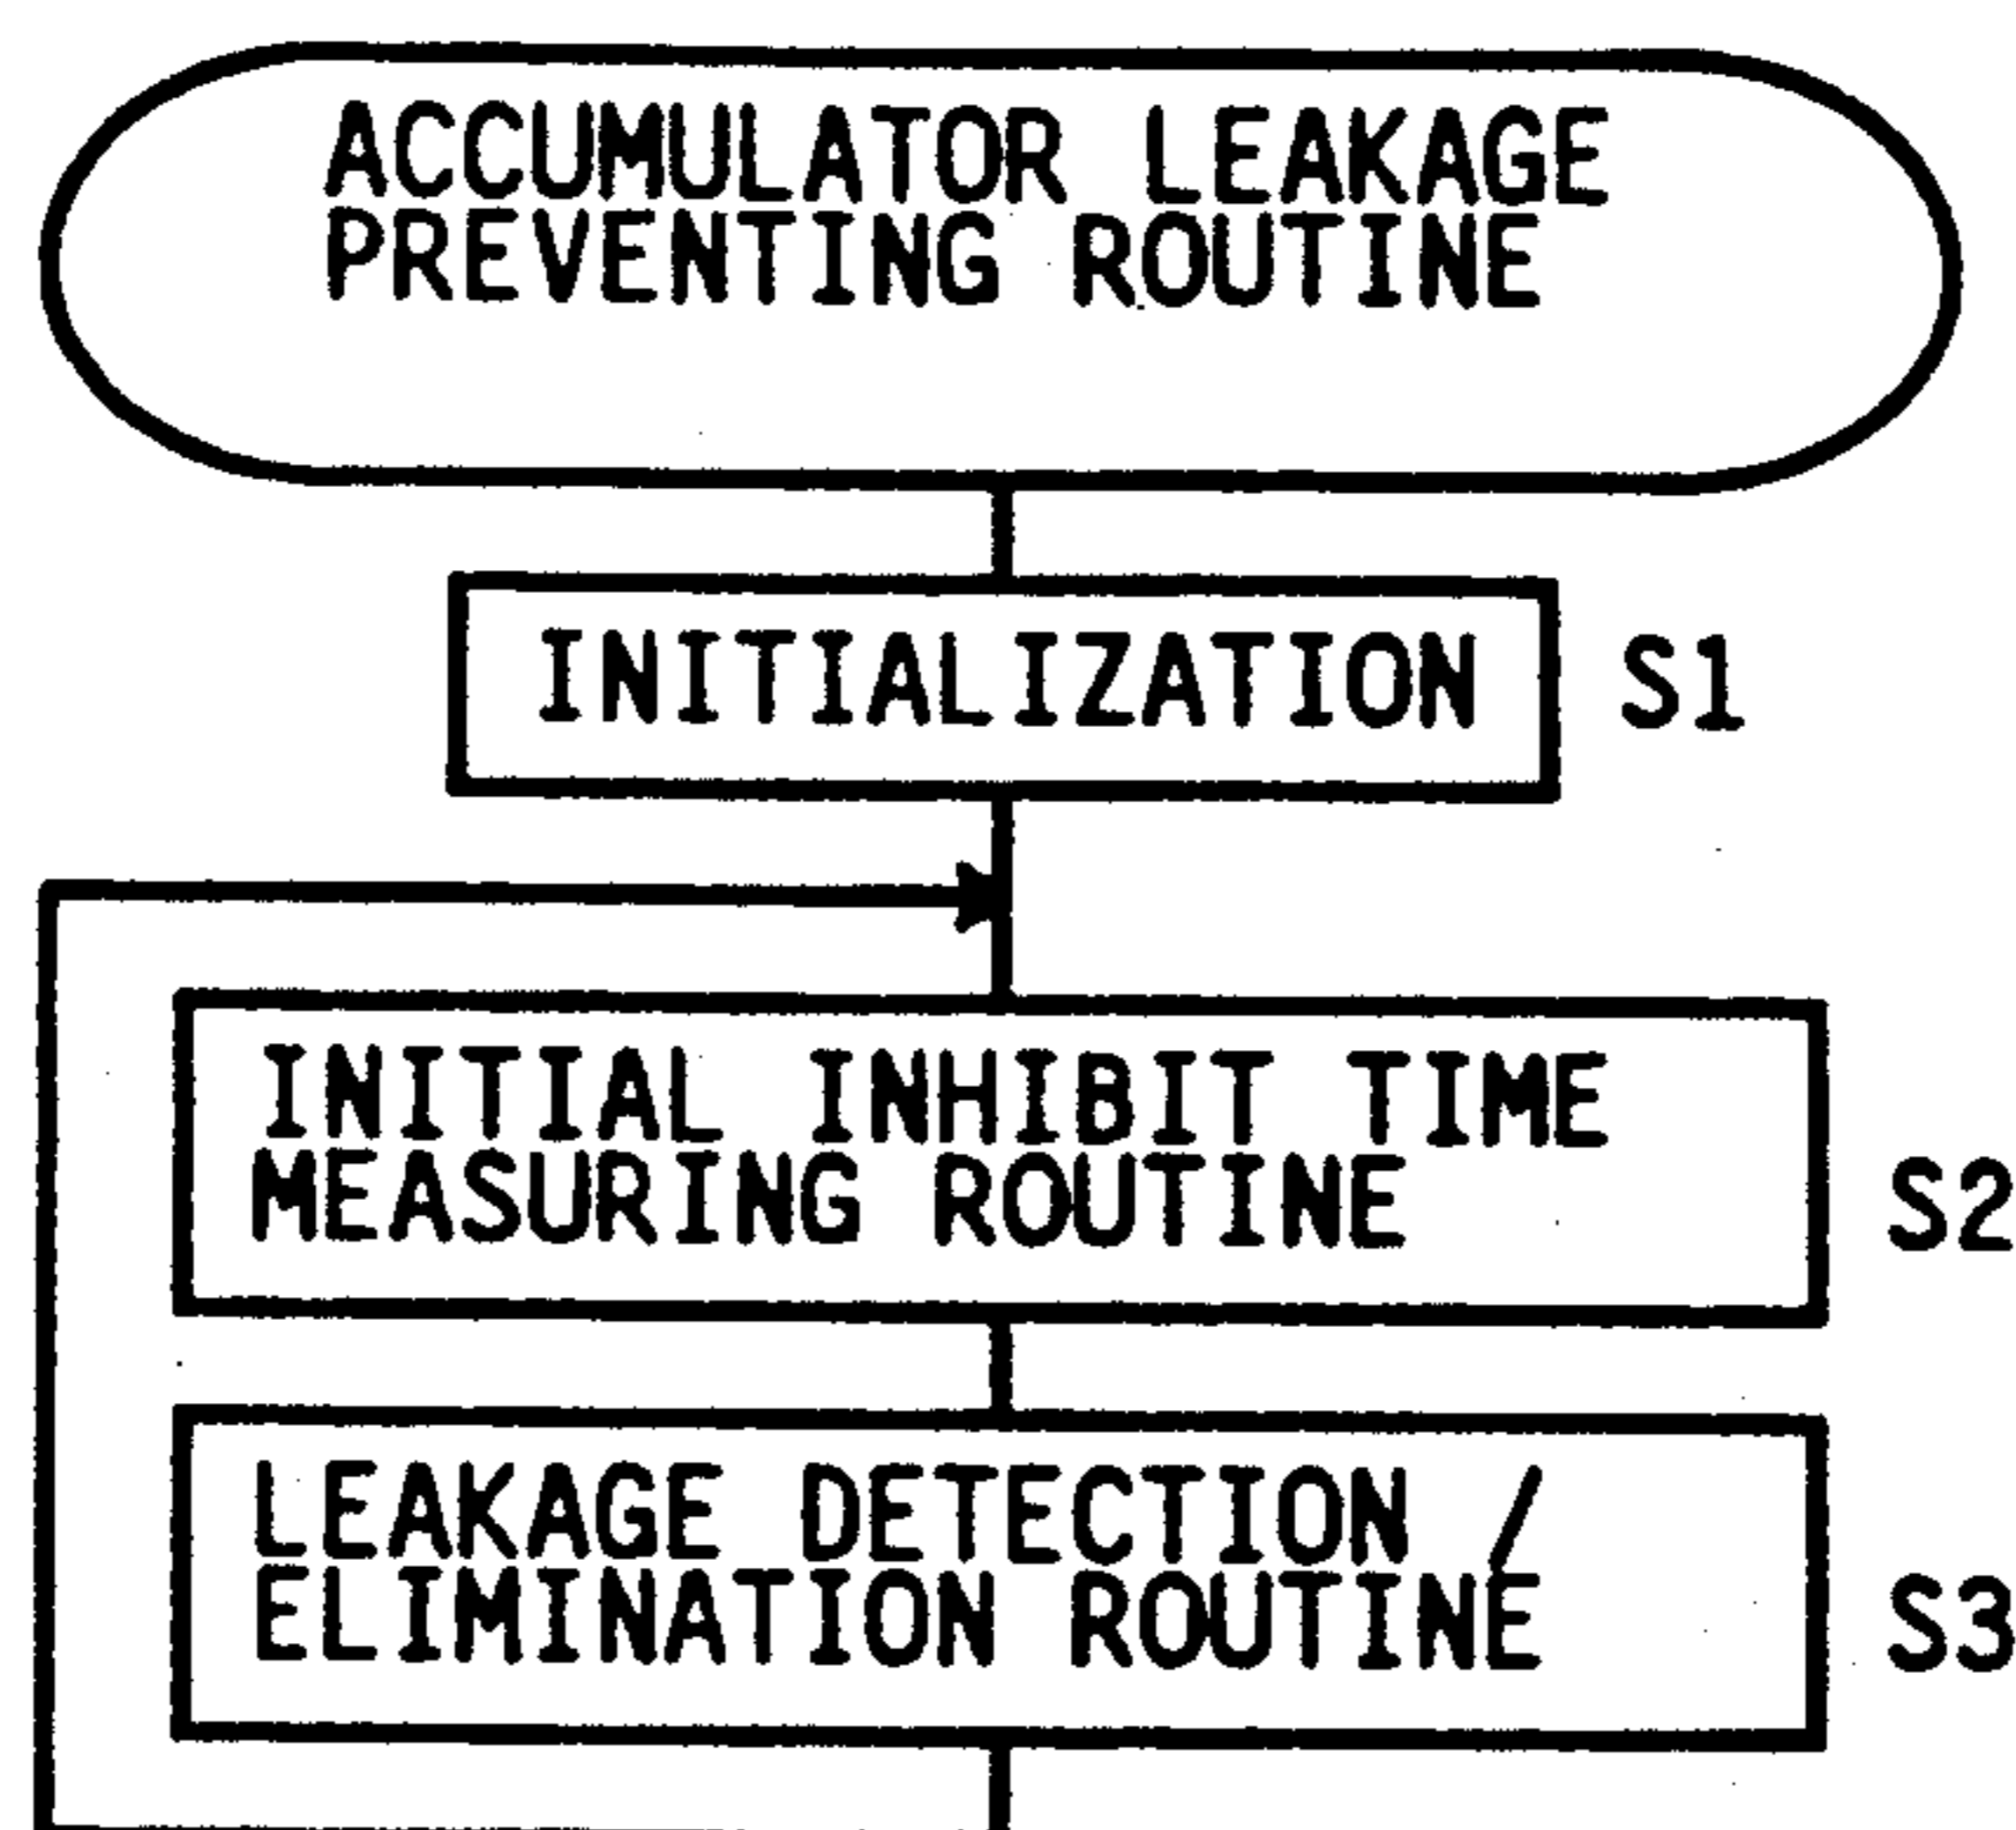 ACCUMULATOR LEAKAGE
PREVENTING ROUTINE
INITIALIZATION S1
INITIAL INHIBIT TIME
MEASURING ROUTINE S2
LEAKAGE DETECTION /
ELIMINATION ROUTINE S3